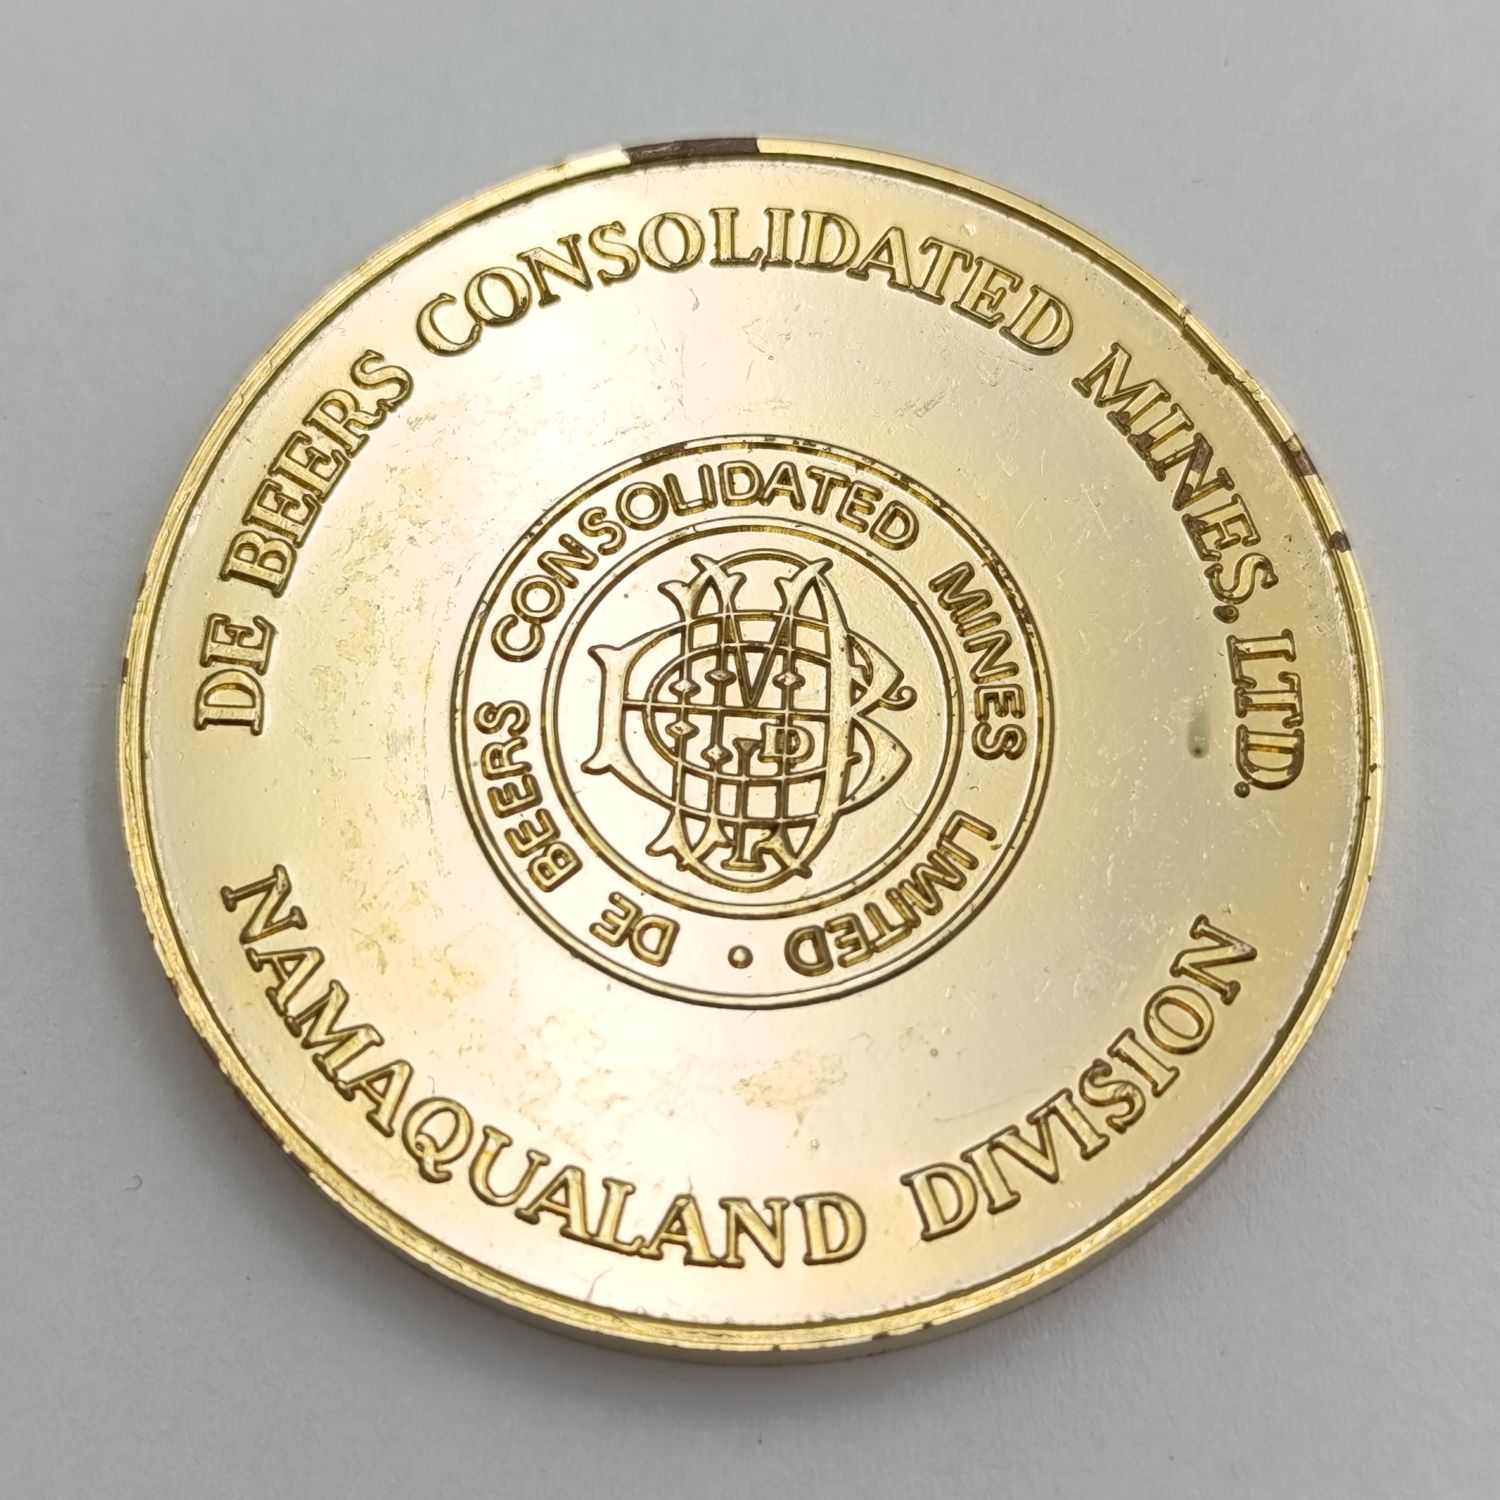 DE BEERS CONSOLIDATED MINES, LTD.
NAMAQUALAND DIVISION
DE BEERS CONSOLIDATED MINES LIMITED •